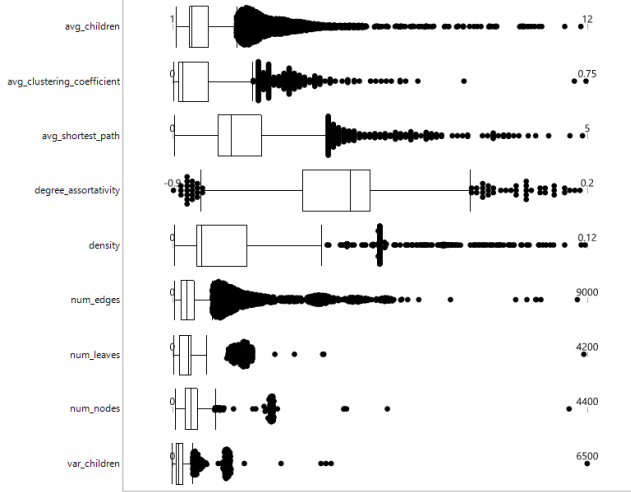 avg_children 1 12
avg_clustering_coefficient 0 0.75
avg_shortest_path 0 5
degree_assortativity -0.9 0.2
density 0 0.12
num_edges 0 9000
num_leaves 0 4200
num_nodes 0 4400
var_children 0 6500